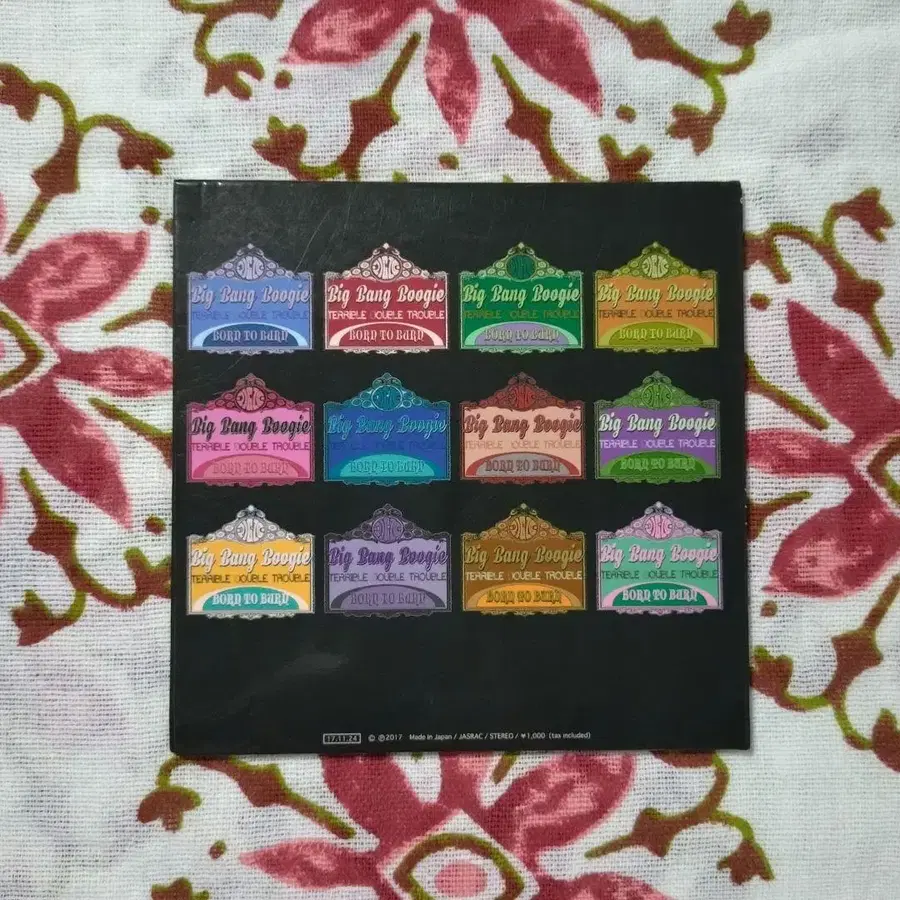 Big Bang Boogie Big Bang Boogie Big Bang Boogie Big Bang Boogie
TERRIBLE DOUBLE TROUBLE TERRIBLE DOUBLE TROUBLE TERRIBLE DOUBLE TROUBLE TERRIBLE DOUBLE TROUBLE
BORN TO BURN BORN TO BURN BORN TO BURN BORN TO BURN
Big Bang Boogie Big Bang Boogie Big Bang Boogie Big Bang Boogie
TERRIBLE DOUBLE TROUBLE TERRIBLE DOUBLE TROUBLE TERRIBLE DOUBLE TROUBLE TERRIBLE DOUBLE TROUBLE
BORN TO BURN BORN TO BURN BORN TO BURN BORN TO BURN
Big Bang Boogie Big Bang Boogie Big Bang Boogie Big Bang Boogie
TERRIBLE DOUBLE TROUBLE TERRIBLE DOUBLE TROUBLE TERRIBLE DOUBLE TROUBLE TERRIBLE DOUBLE TROUBLE
BORN TO BURN BORN TO BURN BORN TO BURN BORN TO BURN
17.11.24 © ℗2017 Made in Japan / JASRAC / STEREO / ¥1,000 (tax included)